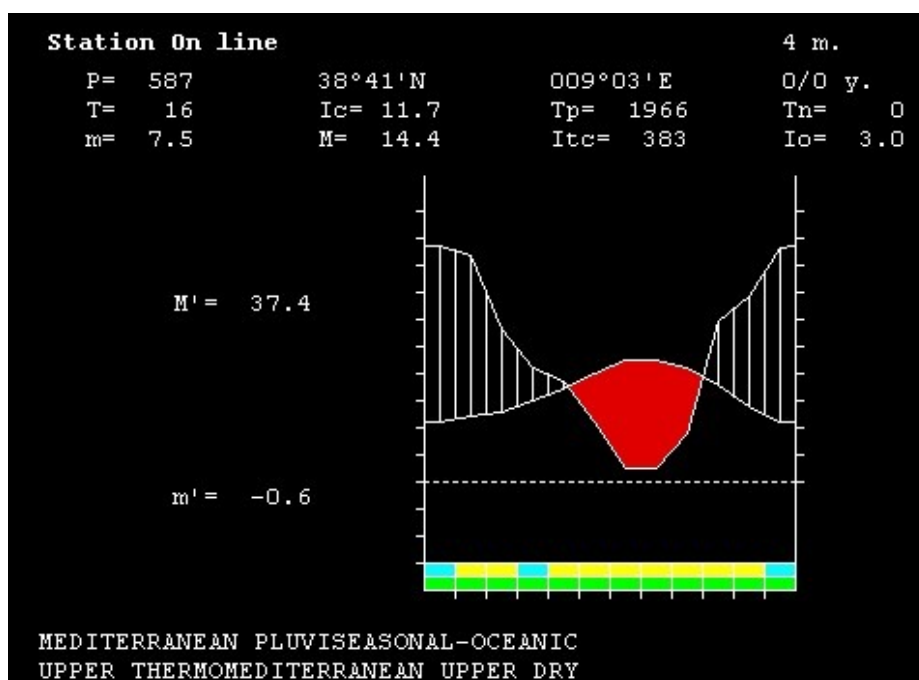 Station On line 4 m.
P= 587 38°41'N 009°03'E 0/0 y.
T= 16 Ic= 11.7 Tp= 1966 Tn= 0
m= 7.5 M= 14.4 Itc= 383 Io= 3.0
M'= 37.4
m'= -0.6
MEDITERRANEAN PLUVISEASONAL-OCEANIC
UPPER THERMOMEDITERRANEAN UPPER DRY